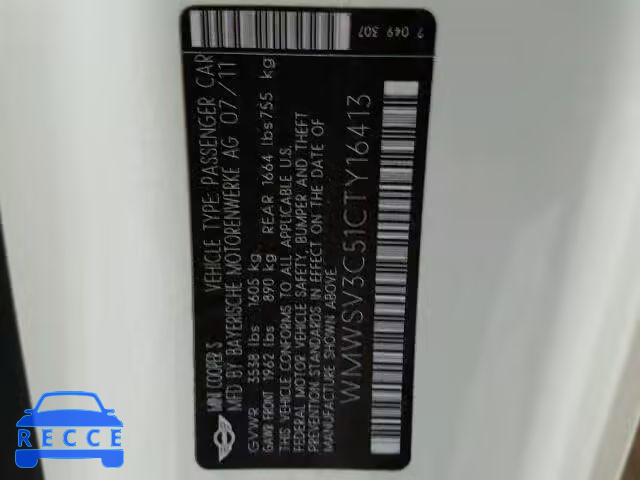 MINI COOPER S VEHICLE TYPE: PASSENGER CAR
MFD BY BAYERISCHE MOTORENWERKE AG 07/11
GVWR 3538 lbs 1605 kg
GAWR FRONT 1962 lbs 890 kg REAR 1664 lbs 755 kg
THIS VEHICLE CONFORMS TO ALL APPLICABLE U.S.
FEDERAL MOTOR VEHICLE SAFETY, BUMPER AND THEFT
PREVENTION STANDARDS IN EFFECT ON THE DATE OF
MANUFACTURE SHOWN ABOVE.
WMWSV3C51CTY16413
7 049 307
RECCE